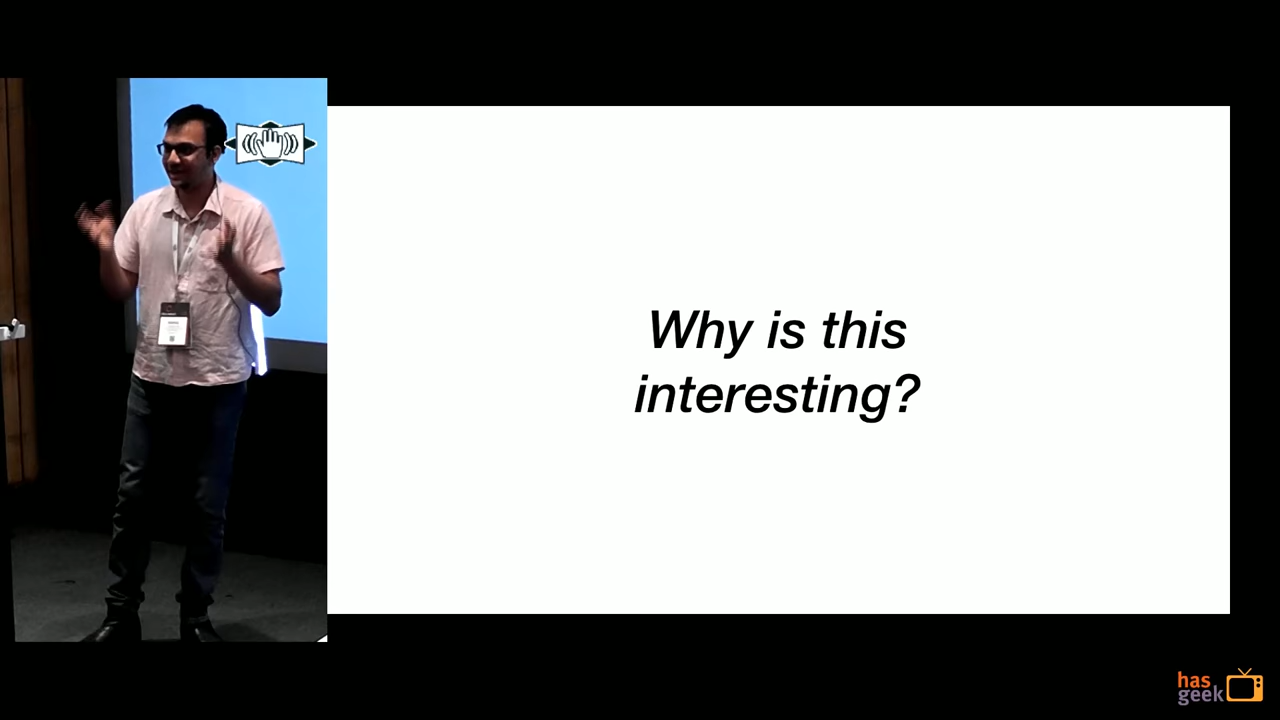 Why is this
interesting?
has
geek